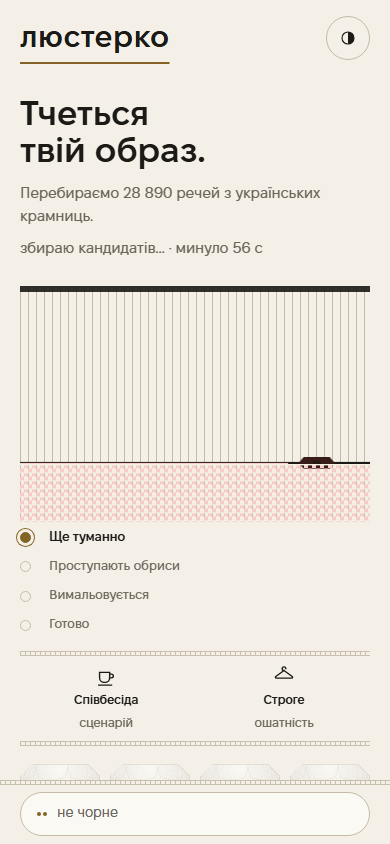 люстерко
Тчеться
твій образ.
Перебираємо 28 890 речей з українських
крамниць.
збираю кандидатів... · минуло 56 с
Ще туманно
Проступають обриси
Вимальовується
Готово
Співбесіда
сценарій
Строге
ошатність
не чорне